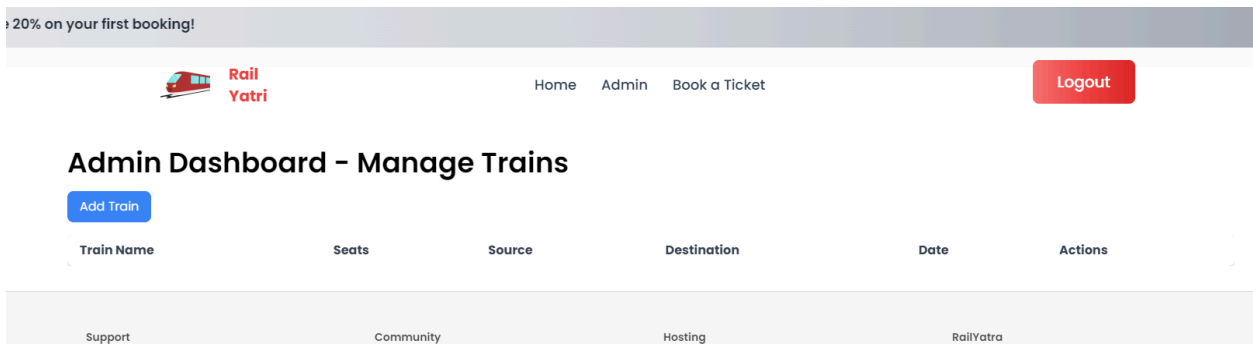 20% on your first booking!
Rail
Yatri
Home Admin Book a Ticket
Logout
Admin Dashboard - Manage Trains
Add Train
Train Name Seats Source Destination Date Actions
Support Community Hosting RailYatra